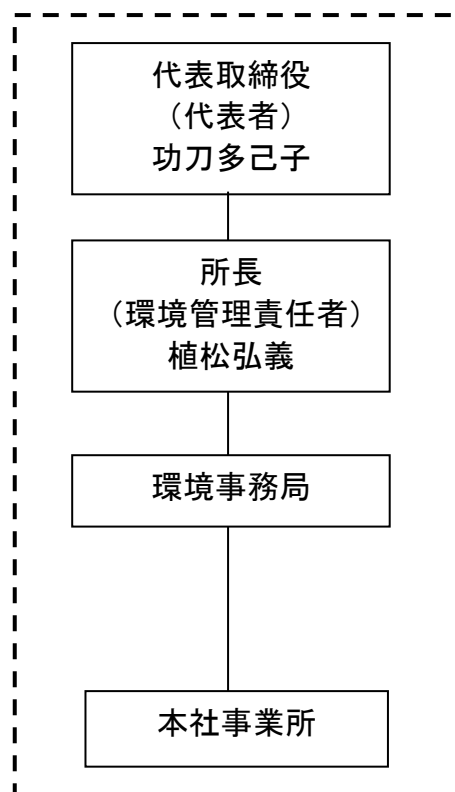 代表取締役
（代表者）
功刀多己子
所長
（環境管理責任者）
植松弘義
環境事務局
本社事業所